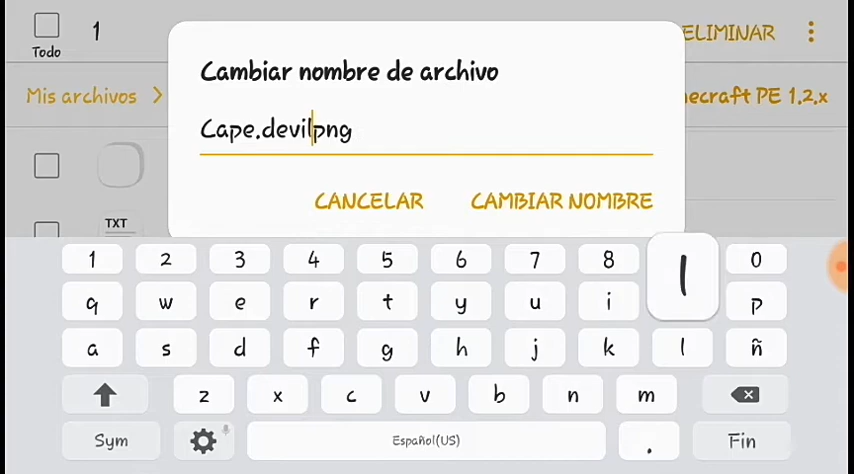 1
ELIMINAR
Todo
Cambiar nombre de archivo
Mis archivos > necraft PE 1.2.x
Cape.devilpng
CANCELAR CAMBIAR NOMBRE
TXT
1 2 3 4 5 6 7 8 l 0
q w e r t y u i p
a s d f g h j k l ñ
z x c v b n m
Sym Español(US) . Fin